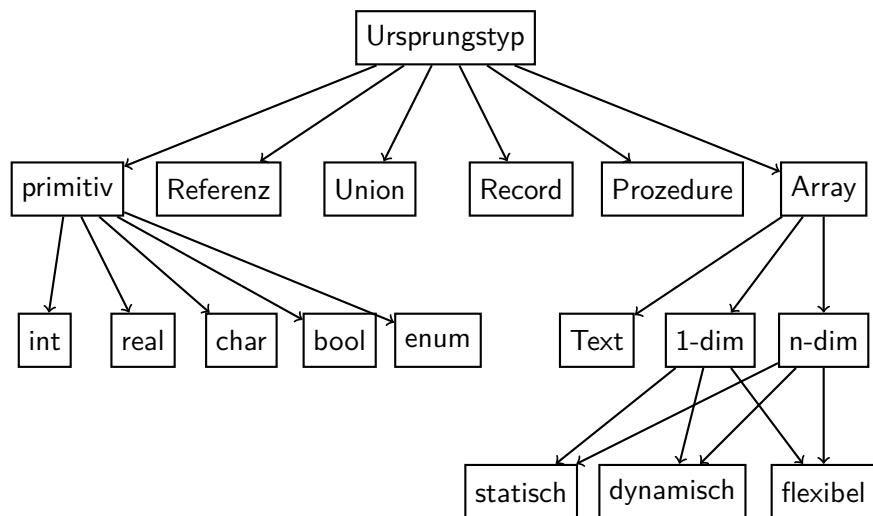 Ursprungstyp
primitiv
Referenz
Union
Record
Prozedure
Array
int
real
char
bool
enum
Text
1-dim
n-dim
statisch
dynamisch
flexibel